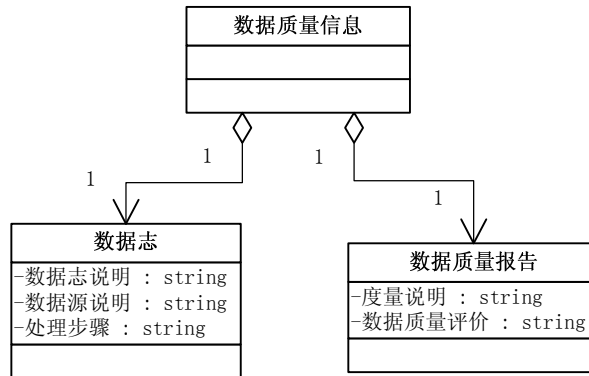 数据质量信息
1
1
1
1
数据志
-数据志说明 : string
-数据源说明 : string
-处理步骤 : string
数据质量报告
-度量说明 : string
-数据质量评价 : string